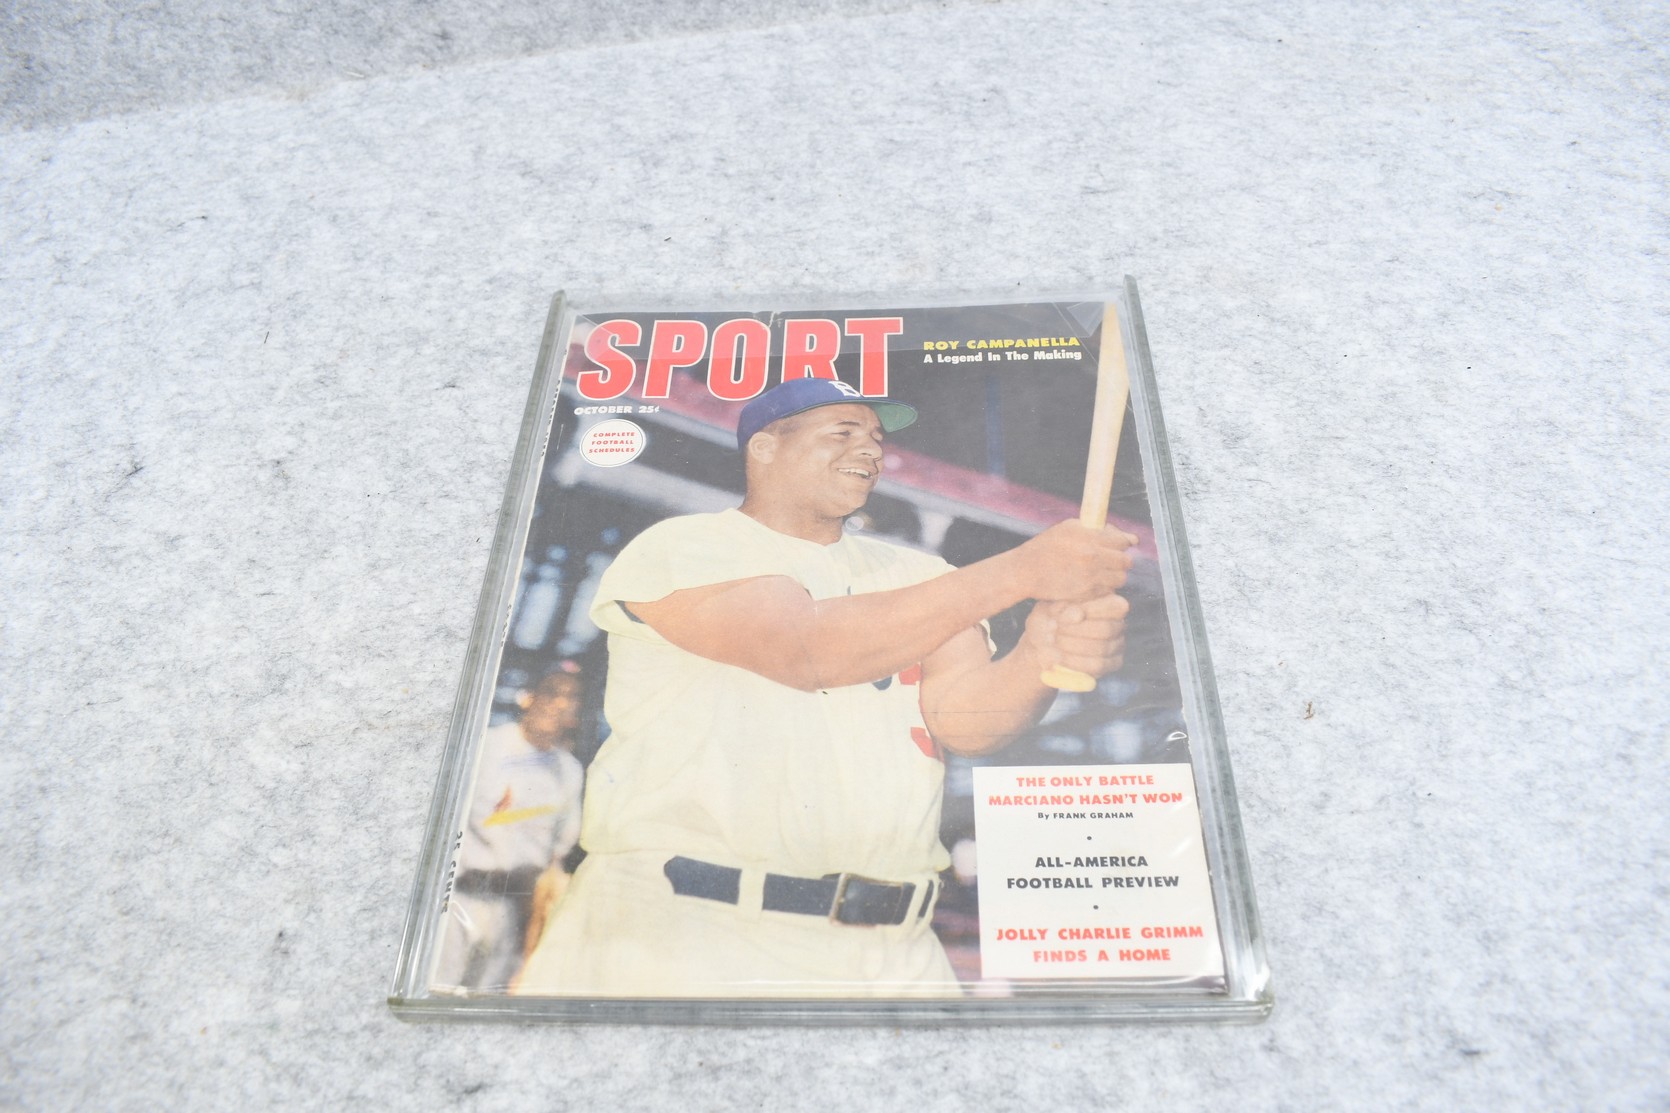 SPORT
ROY CAMPANELLA
A Legend In The Making
OCTOBER 25¢
COMPLETE
FOOTBALL
SCHEDULES
B
THE ONLY BATTLE
MARCIANO HASN'T WON
By FRANK GRAHAM
ALL-AMERICA
FOOTBALL PREVIEW
JOLLY CHARLIE GRIMM
FINDS A HOME